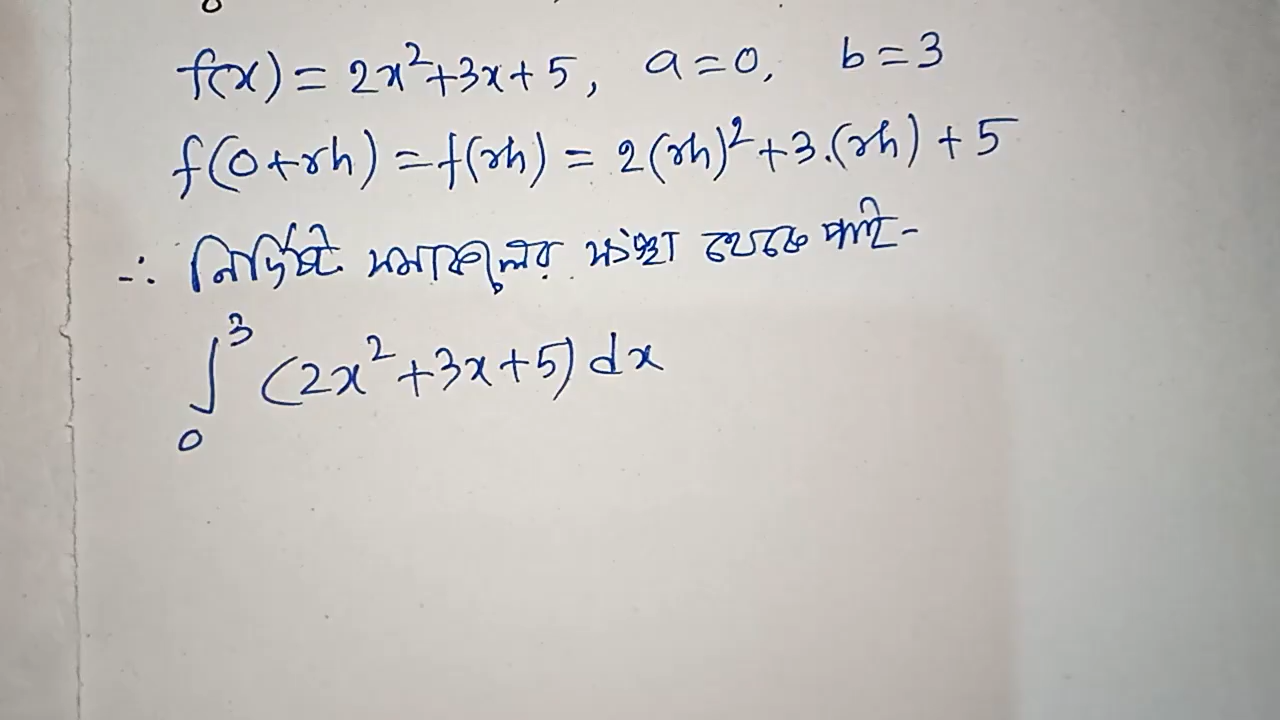 f(x) = 2x²+3x+5, a=0, b=3
f(0+rh) = f(rh) = 2(rh)²+3.(rh)+5
∴ নির্দিষ্ট সমাকলের সংজ্ঞা থেকে পাই-
∫₀³ (2x²+3x+5) dx